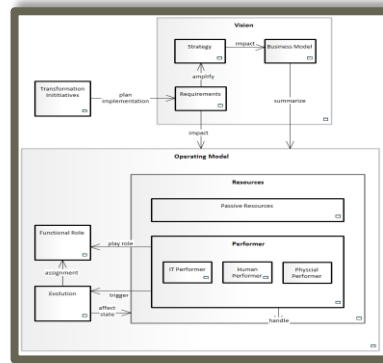 Vision
Strategy
impact
Business Model
amplify
Transformation
Inititiatives
plan
implementation
Requirements
summarize
impact
Operating Model
Resources
Passive Resources
Functional Role
play role
Performer
assignment
IT Performer
Human
Performer
Physcial
Performer
Evolution
trigger
affect
state
handle